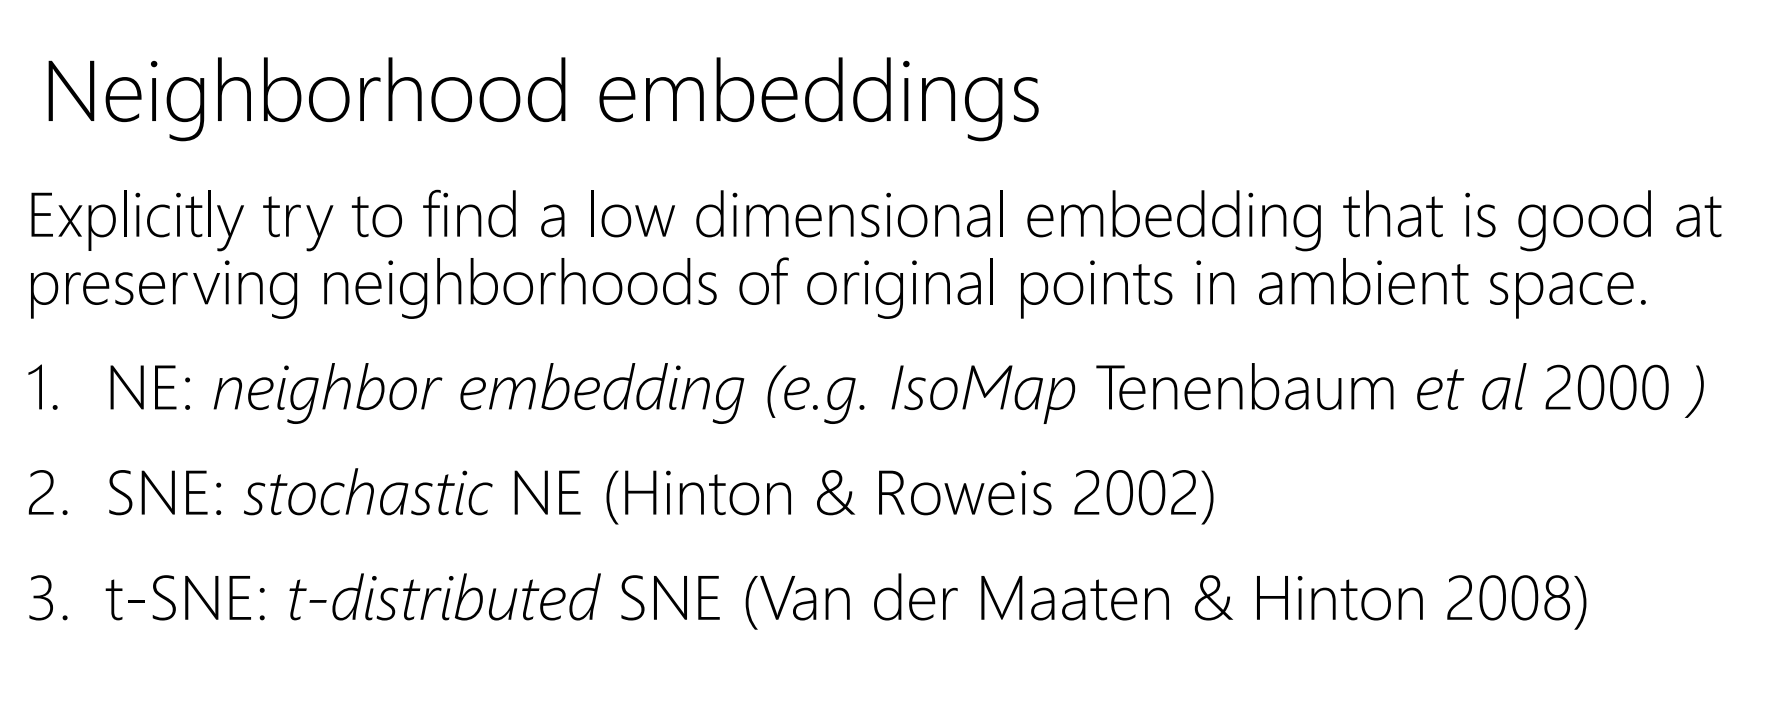 Neighborhood embeddings
Explicitly try to find a low dimensional embedding that is good at
preserving neighborhoods of original points in ambient space.
1. NE: neighbor embedding (e.g. IsoMap Tenenbaum et al 2000 )
2. SNE: stochastic NE (Hinton & Roweis 2002)
3. t-SNE: t-distributed SNE (Van der Maaten & Hinton 2008)